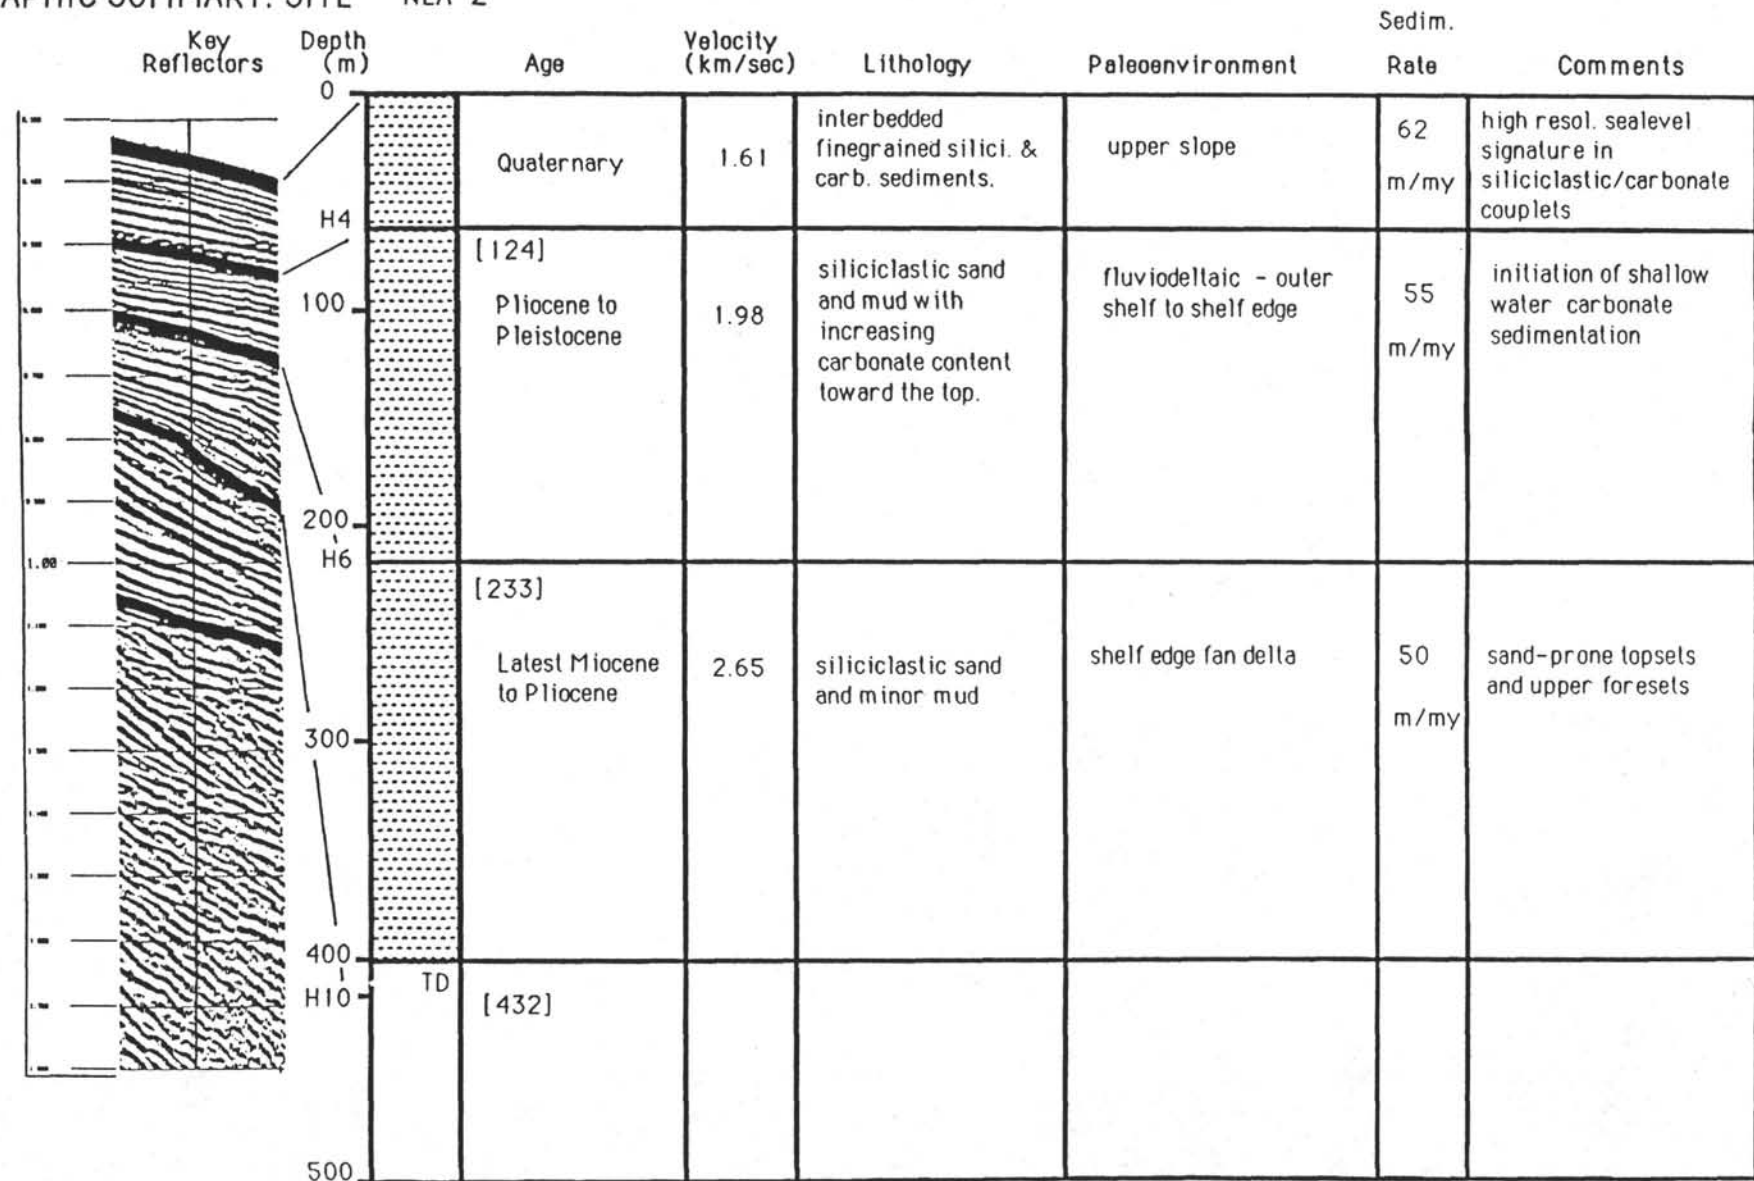 SUMMARY: SITE NEA-2
Key Reflectors
Depth (m)
Age
Velocity (km/sec)
Lithology
Paleoenvironment
Sedim. Rate
Comments
0
Quaternary
1.61
interbedded
finegrained silici. &
carb. sediments.
upper slope
62
m/my
high resol. sealevel
signature in
siliciclastic/carbonate
couplets
H4
[124]
Pliocene to
Pleistocene
100
1.98
siliciclastic sand
and mud with
increasing
carbonate content
toward the top.
fluviodeltaic - outer
shelf to shelf edge
55
m/my
initiation of shallow
water carbonate
sedimentation
200
H6
1.00
[233]
Latest Miocene
to Pliocene
2.65
siliciclastic sand
and minor mud
shelf edge fan delta
50
m/my
sand-prone topsets
and upper foresets
300
400
TD
H10
[432]
500